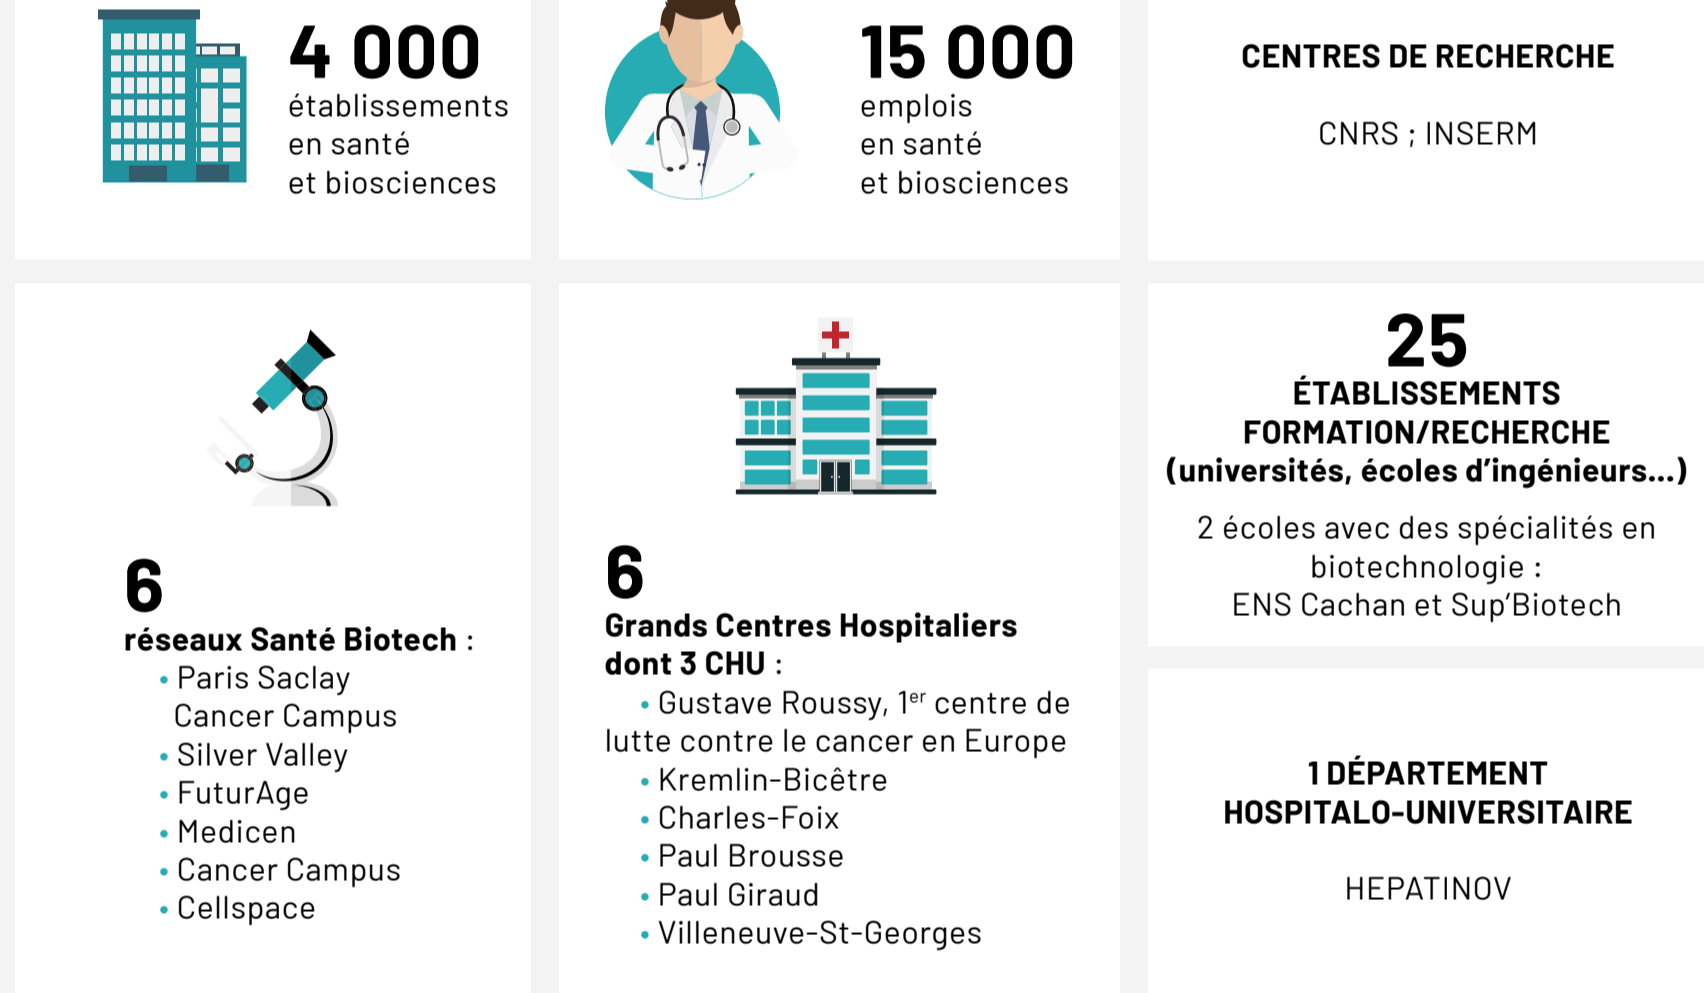 4 000
établissements
en santé
et biosciences
15 000
emplois
en santé
et biosciences
CENTRES DE RECHERCHE
CNRS ; INSERM
6
réseaux Santé Biotech :
• Paris Saclay
Cancer Campus
• Silver Valley
• FuturAge
• Medicen
• Cancer Campus
• Cellspace
6
Grands Centres Hospitaliers
dont 3 CHU :
• Gustave Roussy, 1er centre de
lutte contre le cancer en Europe
• Kremlin-Bicêtre
• Charles-Foix
• Paul Brousse
• Paul Giraud
• Villeneuve-St-Georges
25
ÉTABLISSEMENTS
FORMATION/RECHERCHE
(universités, écoles d’ingénieurs...)
2 écoles avec des spécialités en
biotechnologie :
ENS Cachan et Sup’Biotech
1 DÉPARTEMENT
HOSPITALO-UNIVERSITAIRE
HEPATINOV